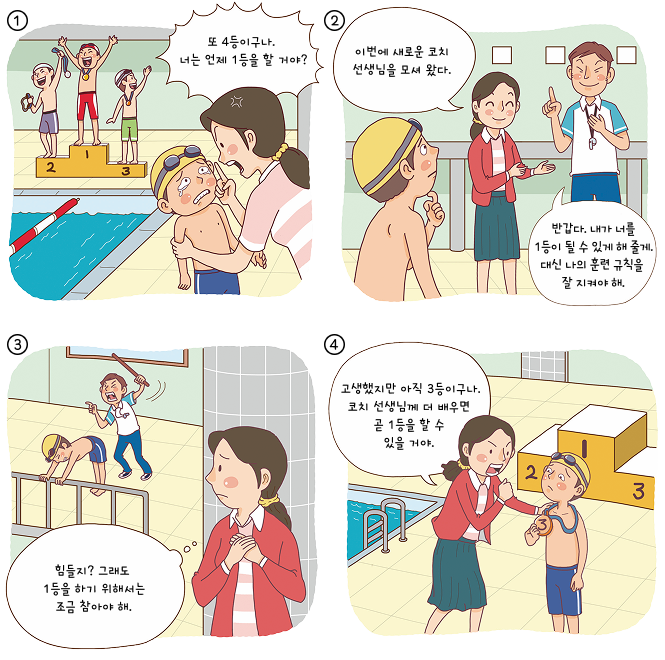 ①
또 4등이구나.
너는 언제 1등을 할 거야?
2
1
3
②
이번에 새로운 코치
선생님을 모셔 왔다.
반갑다. 내가 너를
1등이 될 수 있게 해 줄게.
대신 나의 훈련 규칙을
잘 지켜야 해.
③
힘들지? 그래도
1등을 하기 위해서는
조금 참아야 해.
④
고생했지만 아직 3등이구나.
코치 선생님께 더 배우면
곧 1등을 할 수
있을 거야.
1
2
3
3